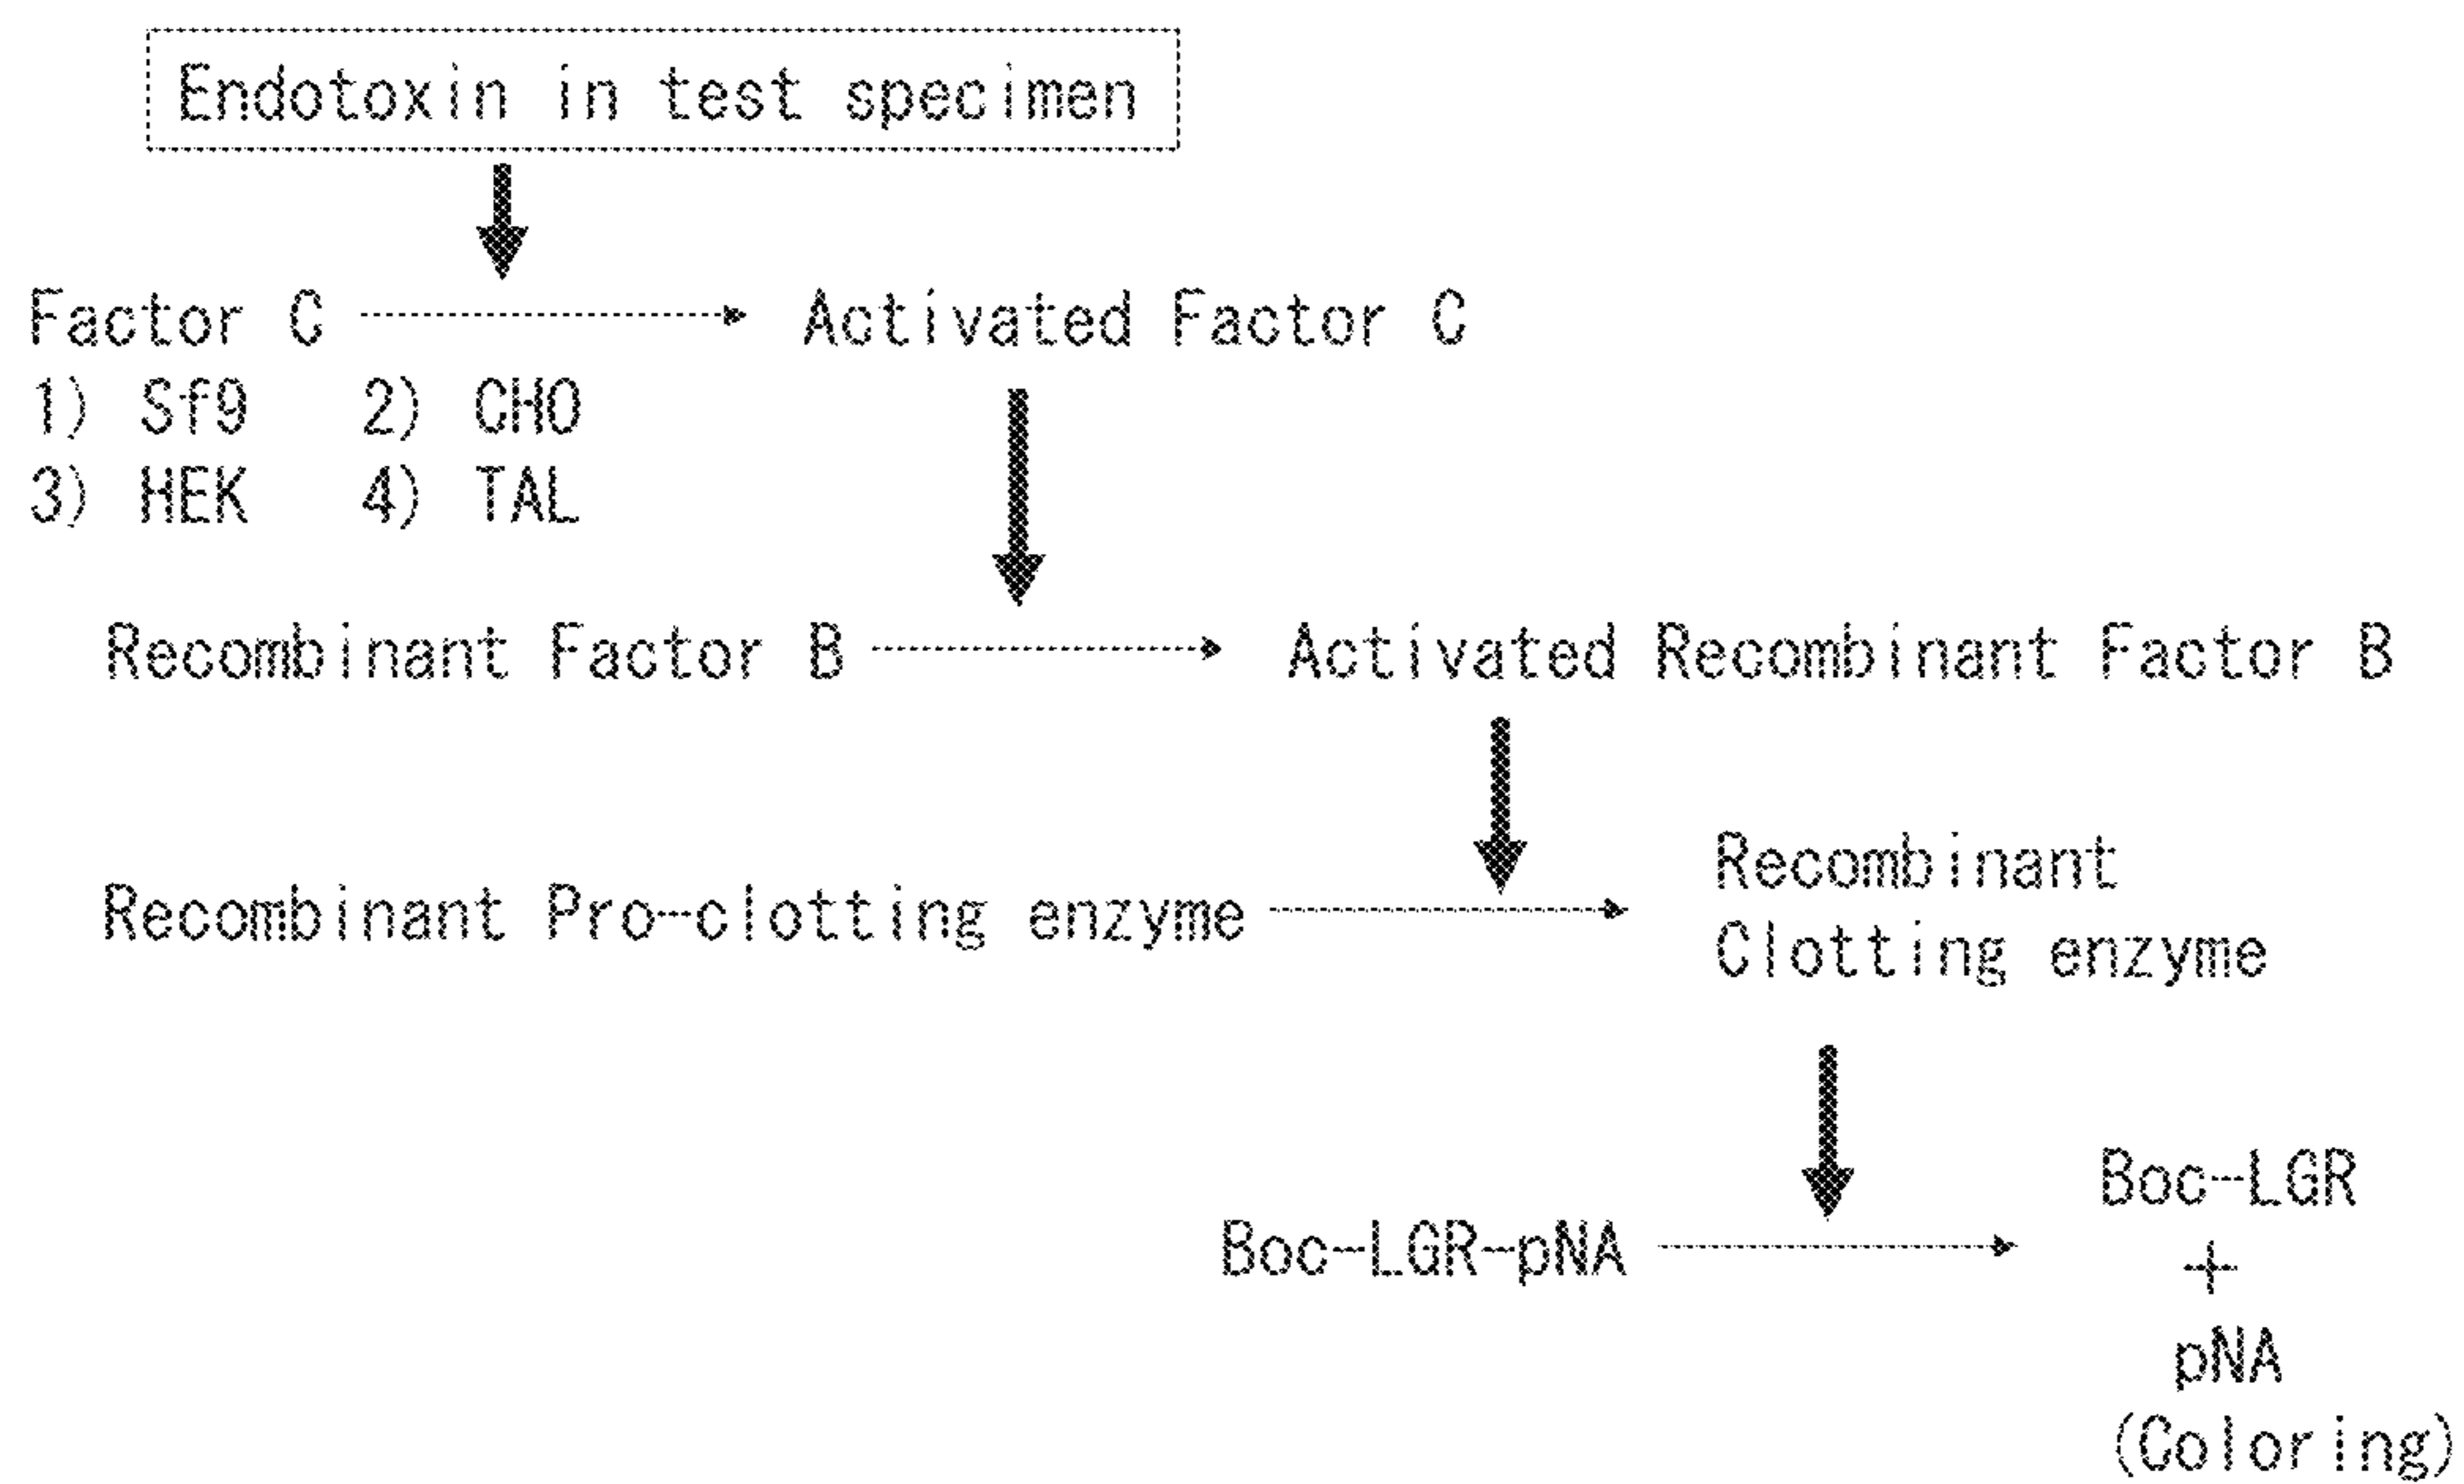 Endotoxin in test specimen
Factor C Activated Factor C
1) Sf9 2) CHO
3) HEK 4) TAL
Recombinant Factor B Activated Recombinant Factor B
Recombinant Pro-clotting enzyme Recombinant
Clotting enzyme
Boc-LGR-pNA Boc-LGR
+
pNA
(Coloring)